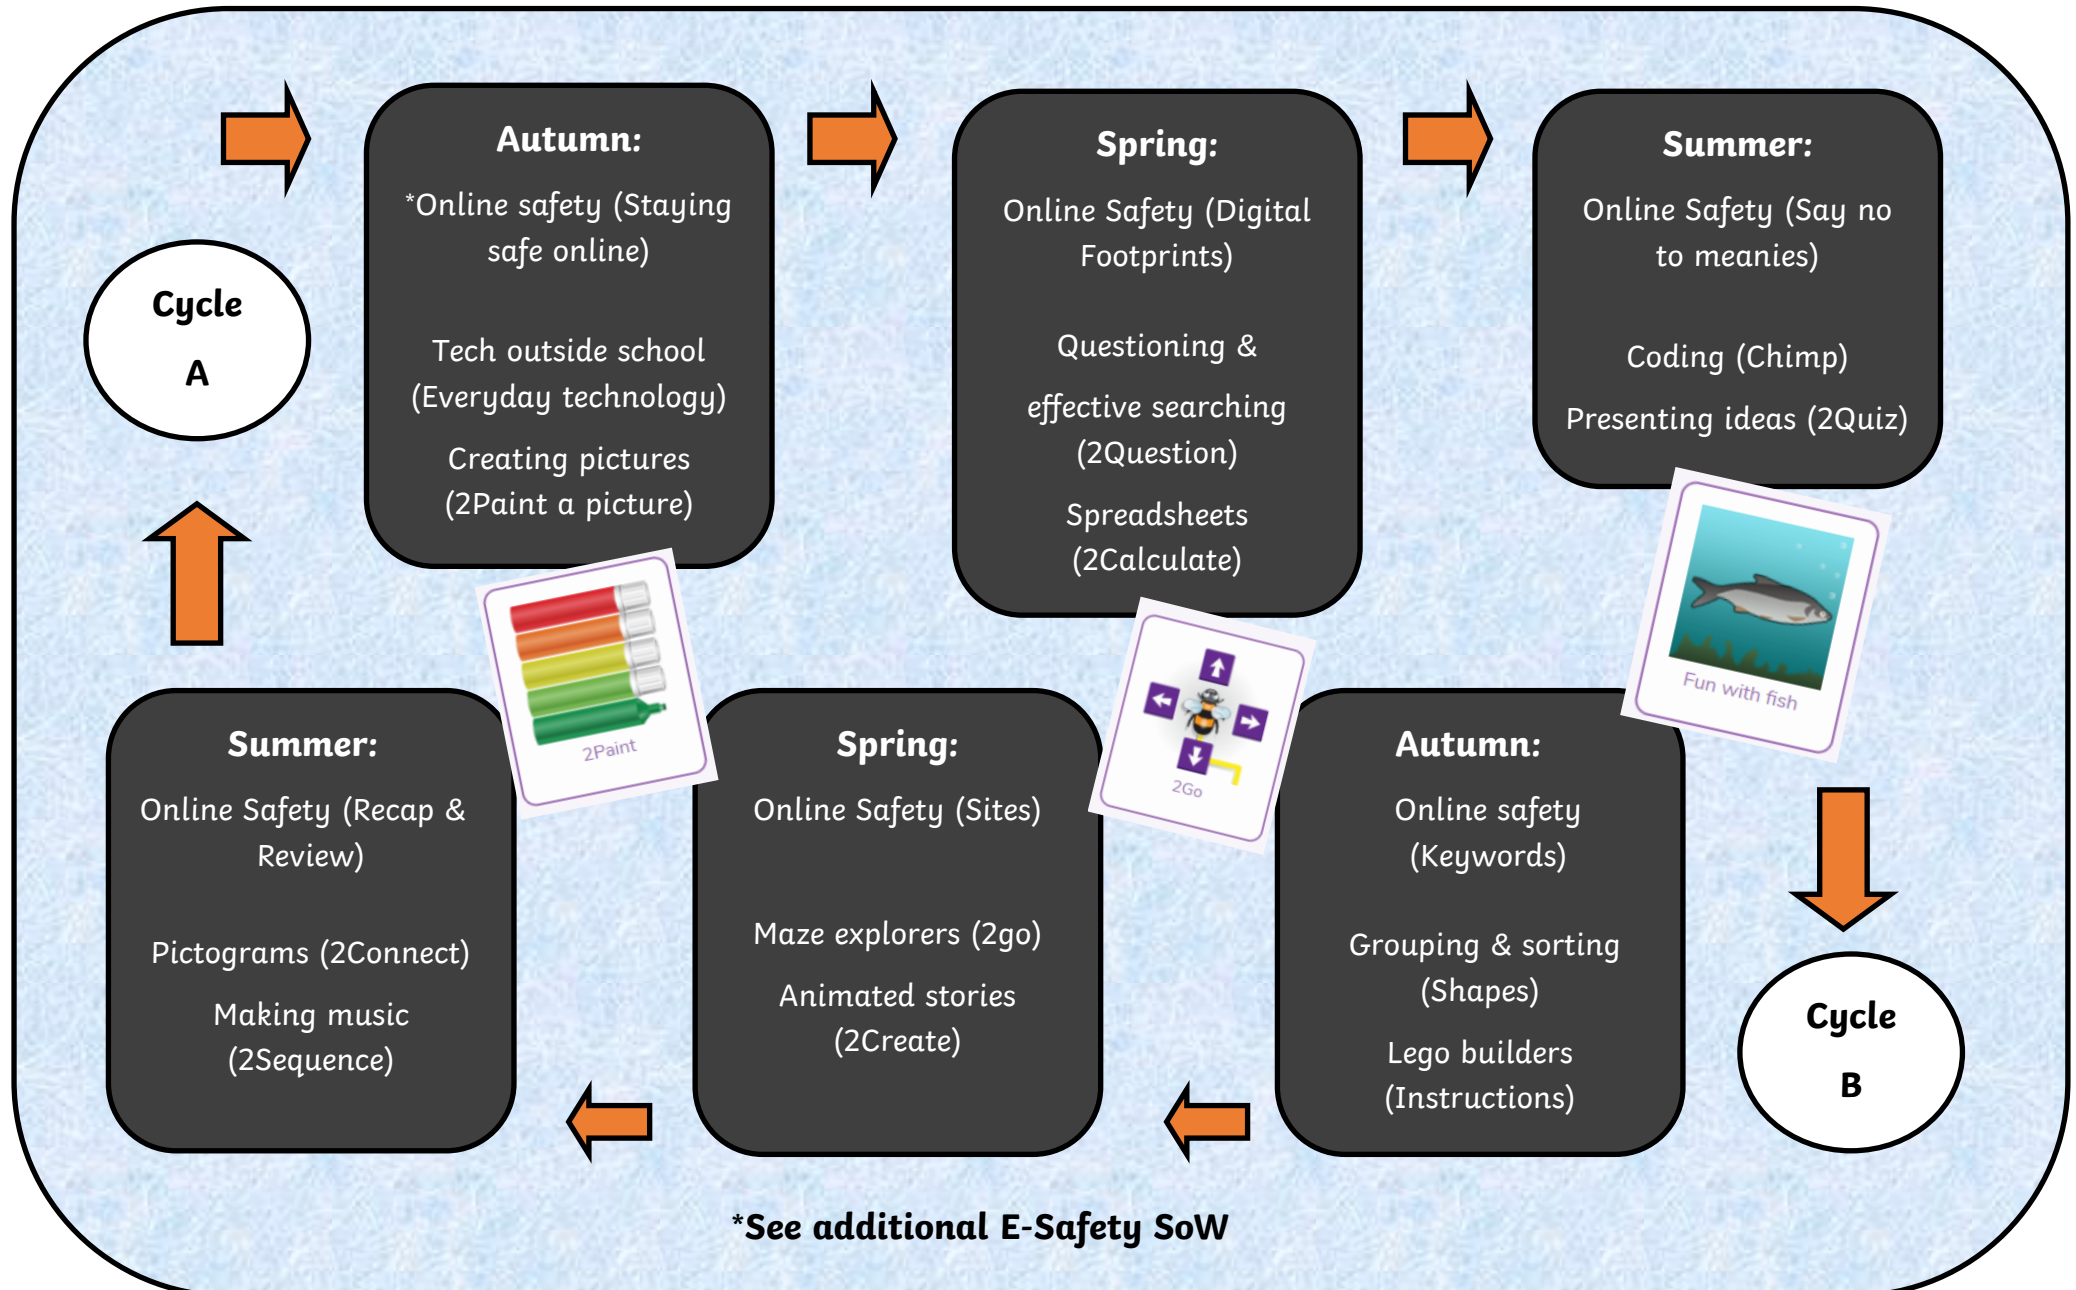 Cycle
A
Autumn:
*Online safety (Staying
safe online)
Tech outside school
(Everyday technology)
Creating pictures
(2Paint a picture)
Spring:
Online Safety (Digital
Footprints)
Questioning &
effective searching
(2Question)
Spreadsheets
(2Calculate)
Summer:
Online Safety (Say no
to meanies)
Coding (Chimp)
Presenting ideas (2Quiz)
2Paint
2Go
Fun with fish
Cycle
B
Autumn:
Online safety
(Keywords)
Grouping & sorting
(Shapes)
Lego builders
(Instructions)
Spring:
Online Safety (Sites)
Maze explorers (2go)
Animated stories
(2Create)
Summer:
Online Safety (Recap &
Review)
Pictograms (2Connect)
Making music
(2Sequence)
*See additional E-Safety SoW